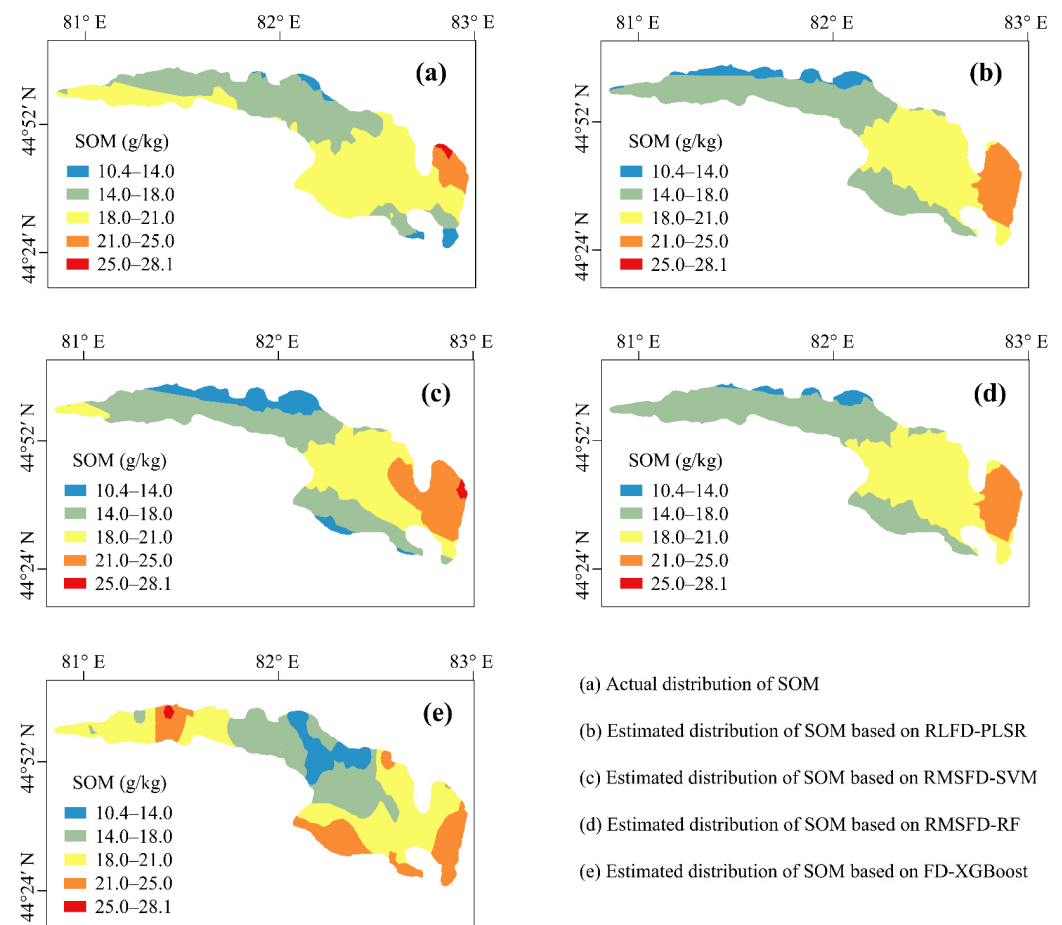 81° E 82° E 83° E
(a)
44°52′ N
SOM (g/kg)
10.4–14.0
14.0–18.0
18.0–21.0
21.0–25.0
25.0–28.1
44°24′ N
81° E 82° E 83° E
(b)
44°52′ N
SOM (g/kg)
10.4–14.0
14.0–18.0
18.0–21.0
21.0–25.0
25.0–28.1
44°24′ N
81° E 82° E 83° E
(c)
44°52′ N
SOM (g/kg)
10.4–14.0
14.0–18.0
18.0–21.0
21.0–25.0
25.0–28.1
44°24′ N
81° E 82° E 83° E
(d)
44°52′ N
SOM (g/kg)
10.4–14.0
14.0–18.0
18.0–21.0
21.0–25.0
25.0–28.1
44°24′ N
81° E 82° E 83° E
(e)
44°52′ N
SOM (g/kg)
10.4–14.0
14.0–18.0
18.0–21.0
21.0–25.0
25.0–28.1
44°24′ N
(a) Actual distribution of SOM
(b) Estimated distribution of SOM based on RLFD-PLSR
(c) Estimated distribution of SOM based on RMSFD-SVM
(d) Estimated distribution of SOM based on RMSFD-RF
(e) Estimated distribution of SOM based on FD-XGBoost